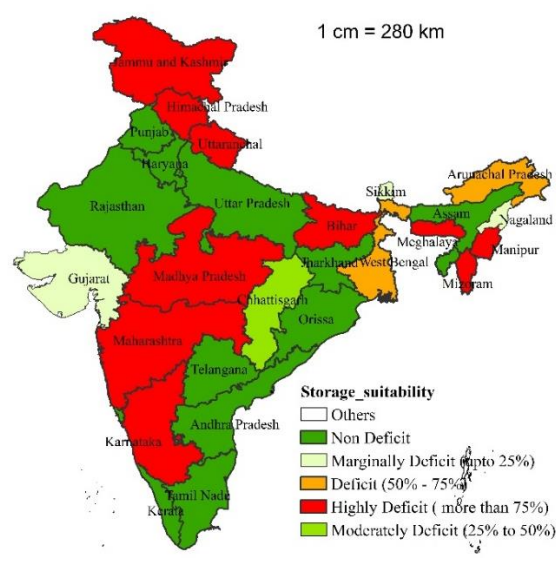 1 cm = 280 km
Jammu and Kashmir
Himachal Pradesh
Punjab
Uttaranchal
Haryana
Arunachal Pradesh
Sikkim
Rajasthan
Uttar Pradesh
Assam
Nagaland
Bihar
Meghalaya
Manipur
Gujarat
Madhya Pradesh
Jharkhand
West Bengal
Mizoram
Chhattisgarh
Orissa
Maharashtra
Telangana
Andhra Pradesh
Karnataka
Tamil Nadu
Kerala
Storage_suitability
Others
Non Deficit
Marginally Deficit (upto 25%)
Deficit (50% - 75%)
Highly Deficit ( more than 75%)
Moderately Deficit (25% to 50%)